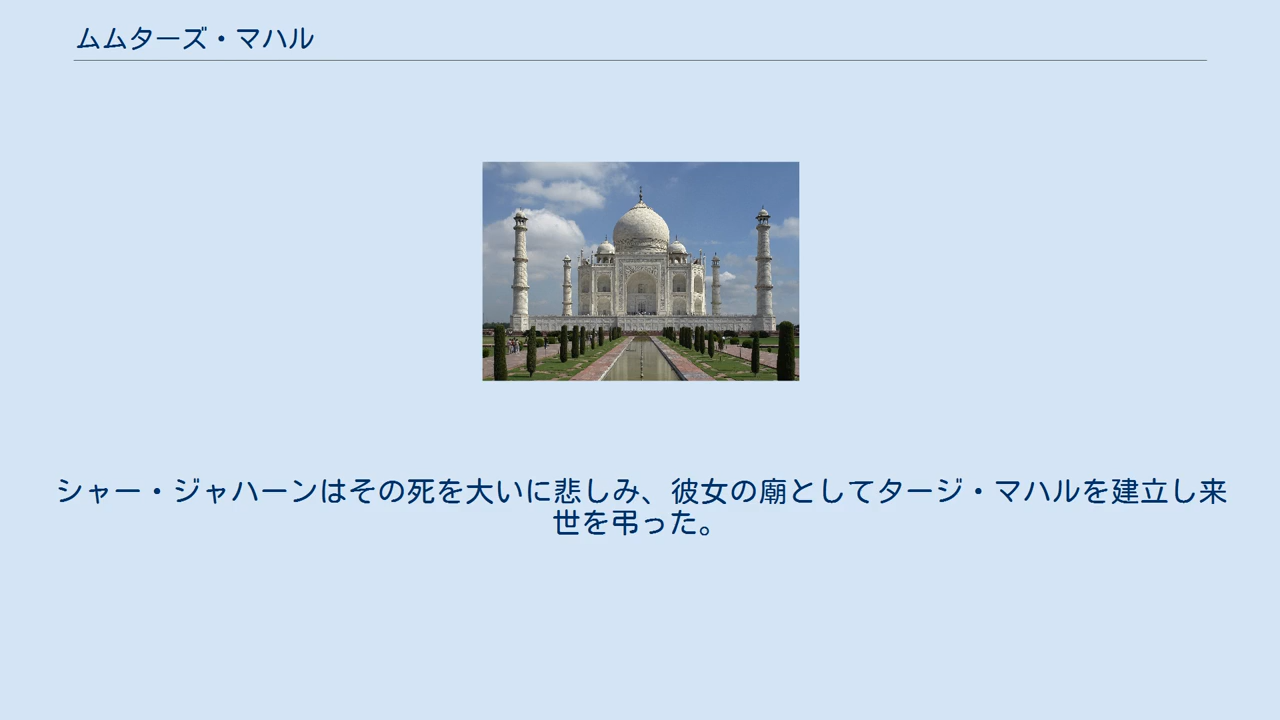 ムムターズ・マハル
シャー・ジャハーンはその死を大いに悲しみ、彼女の廟としてタージ・マハルを建立し来
世を弔った。